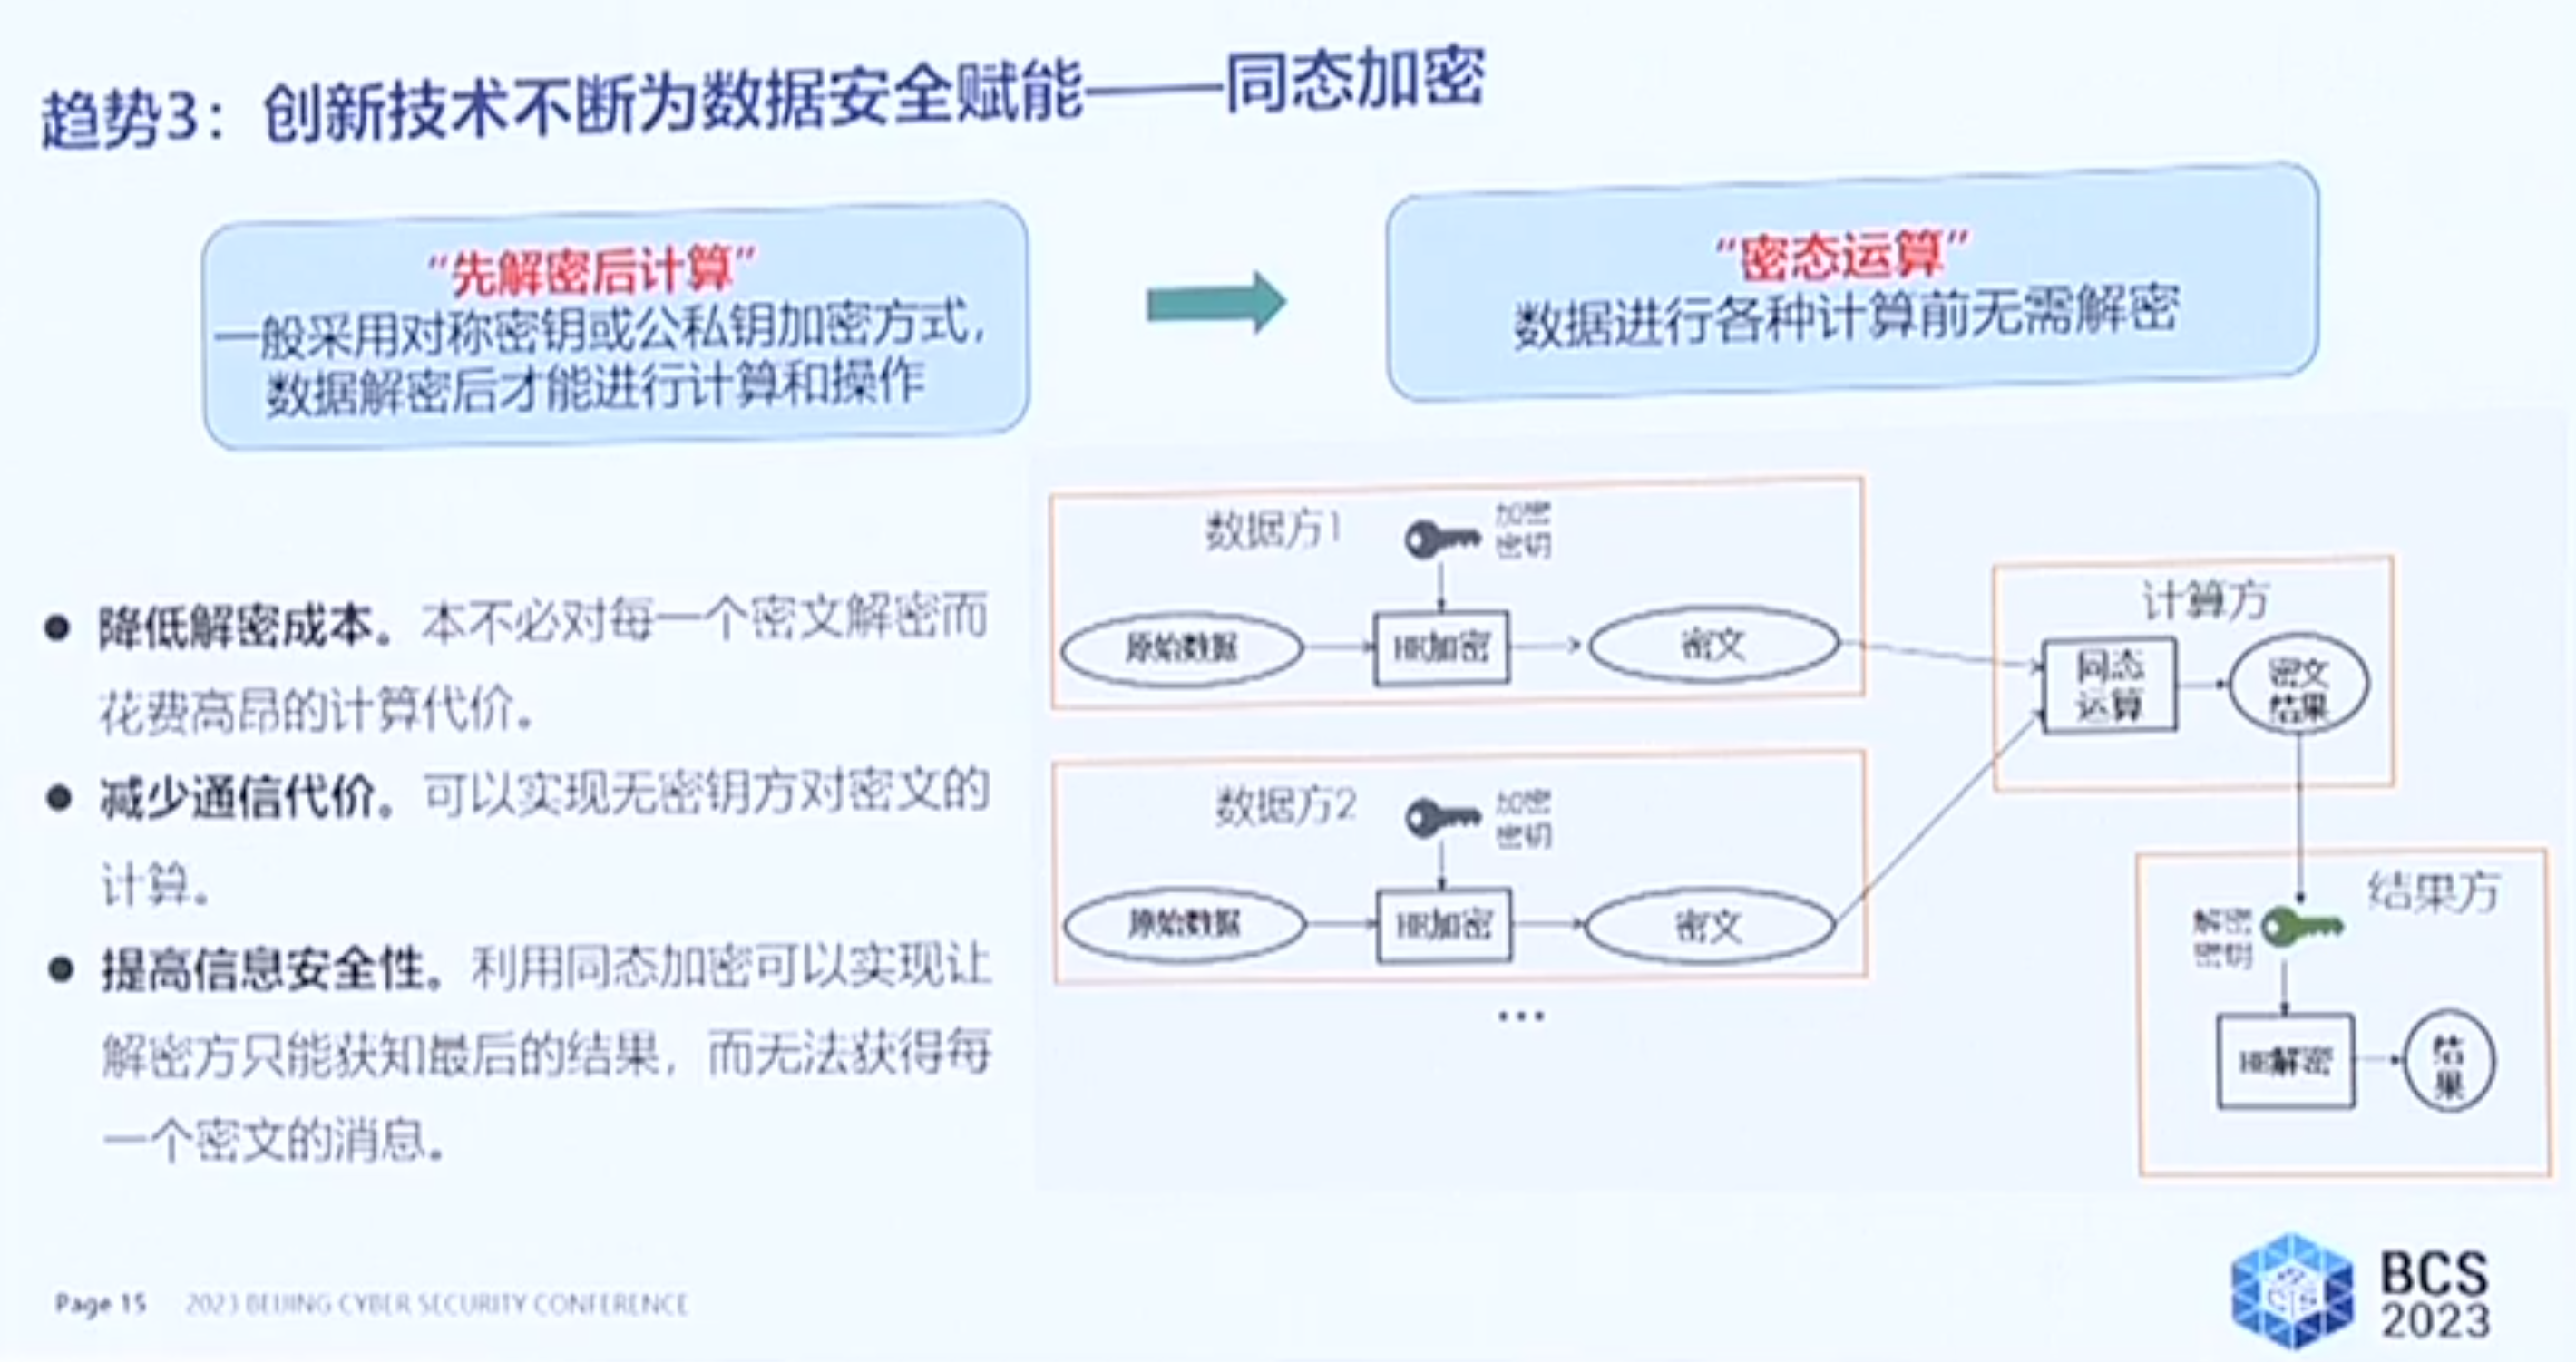 趋势3：创新技术不断为数据安全赋能——同态加密
“先解密后计算”
一般采用对称密钥或公私钥加密方式，
数据解密后才能进行计算和操作
“密态运算”
数据进行各种计算前无需解密
降低解密成本。本不必对每一个密文解密而
花费高昂的计算代价。
减少通信代价。可以实现无密钥方对密文的
计算。
提高信息安全性。利用同态加密可以实现让
解密方只能获知最后的结果，而无法获得每
一个密文的消息。
数据方1
加密
密钥
原始数据
HE加密
密文
数据方2
加密
密钥
原始数据
HE加密
密文
...
计算方
同态
运算
密文
结果
结果方
解密
密钥
HE解密
结
果
Page 15 2023 BEIJING CYBER SECURITY CONFERENCE
BCS
2023